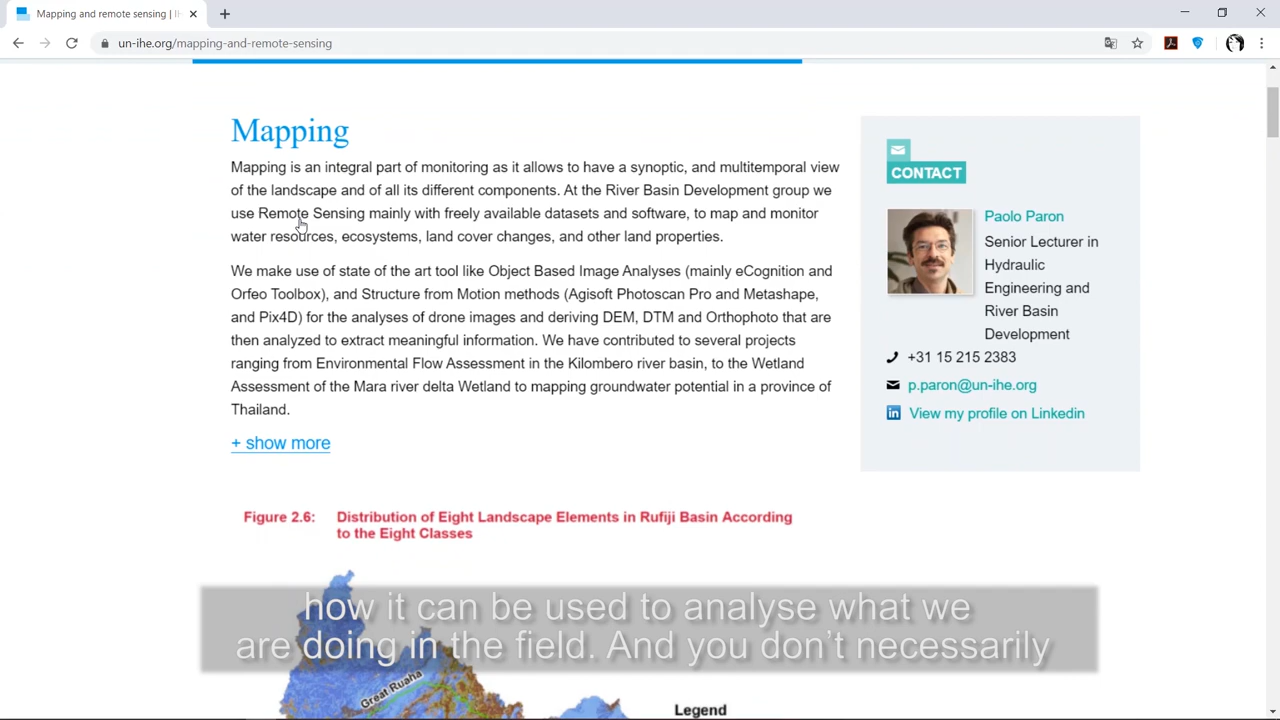 Mapping and remote sensing | I
un-ihe.org/mapping-and-remote-sensing
Mapping
Mapping is an integral part of monitoring as it allows to have a synoptic, and multitemporal view
of the landscape and of all its different components. At the River Basin Development group we
use Remote Sensing mainly with freely available datasets and software, to map and monitor
water resources, ecosystems, land cover changes, and other land properties.
We make use of state of the art tool like Object Based Image Analyses (mainly eCognition and
Orfeo Toolbox), and Structure from Motion methods (Agisoft Photoscan Pro and Metashape,
and Pix4D) for the analyses of drone images and deriving DEM, DTM and Orthophoto that are
then analyzed to extract meaningful information. We have contributed to several projects
ranging from Environmental Flow Assessment in the Kilombero river basin, to the Wetland
Assessment of the Mara river delta Wetland to mapping groundwater potential in a province of
Thailand.
+ show more
CONTACT
Paolo Paron
Senior Lecturer in
Hydraulic
Engineering and
River Basin
Development
+31 15 215 2383
p.paron@un-ihe.org
in View my profile on Linkedin
Figure 2.6: Distribution of Eight Landscape Elements in Rufiji Basin According
to the Eight Classes
how it can be used to analyse what we
are doing in the field. And you don't necessarily
Great Ruaha
Legend